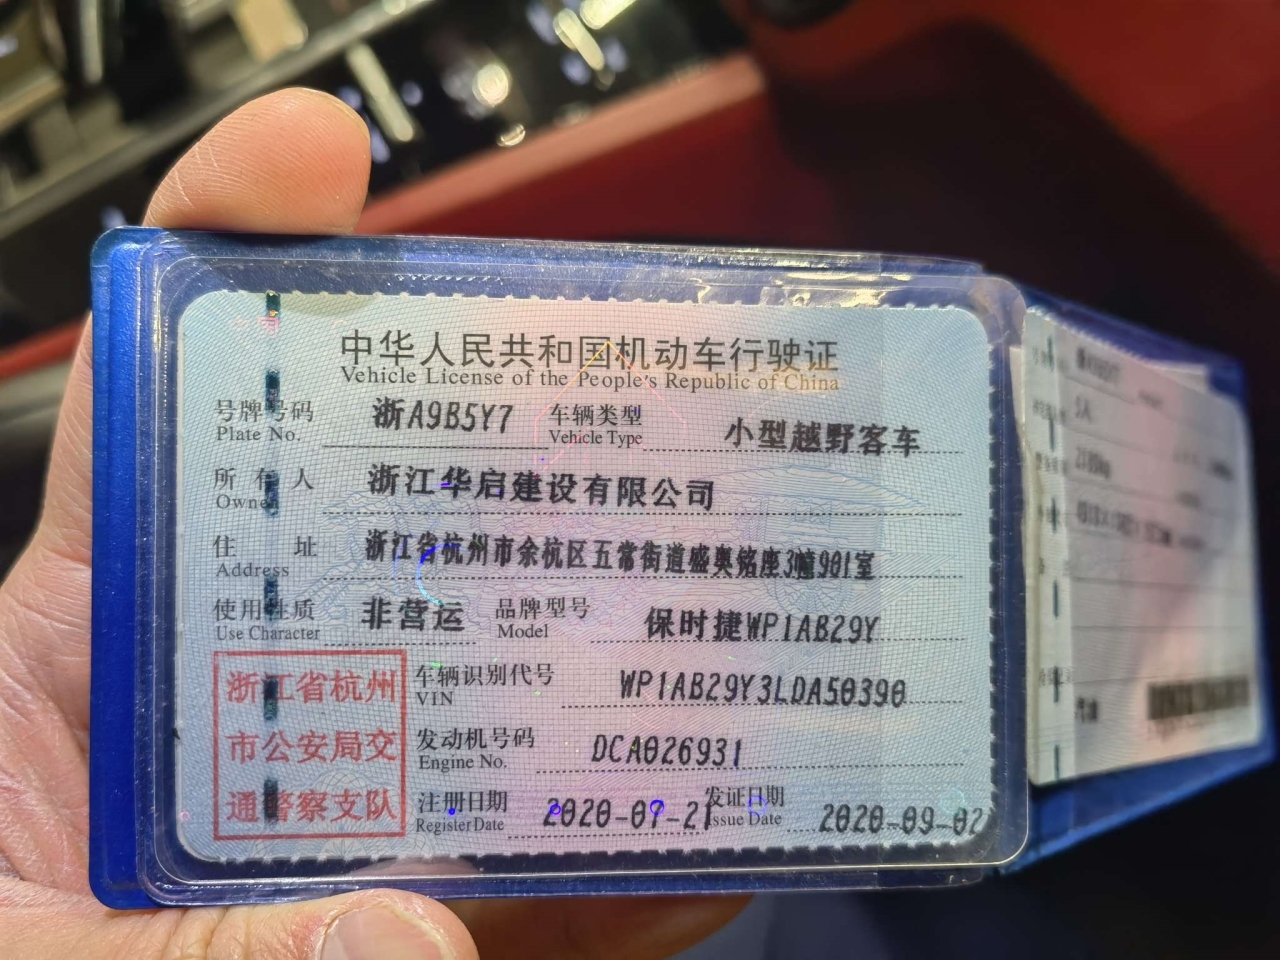 中华人民共和国机动车行驶证
Vehicle License of the People's Republic of China
号牌号码 浙A9B5Y7 车辆类型 小型越野客车
Plate No. Vehicle Type
所有人 浙江华启建设有限公司
Owner
住址 浙江省杭州市余杭区五常街道盛奥铭座3幢901室
Address
使用性质 非营运 品牌型号 保时捷WP1AB29Y
Use Character Model
浙江省杭州
市公安局交
通警察支队
车辆识别代号 WP1AB29Y3LDA50390
VIN
发动机号码 DCA026931
Engine No.
注册日期 2020-07-21 发证日期 2020-09-02
Register Date Issue Date
5人